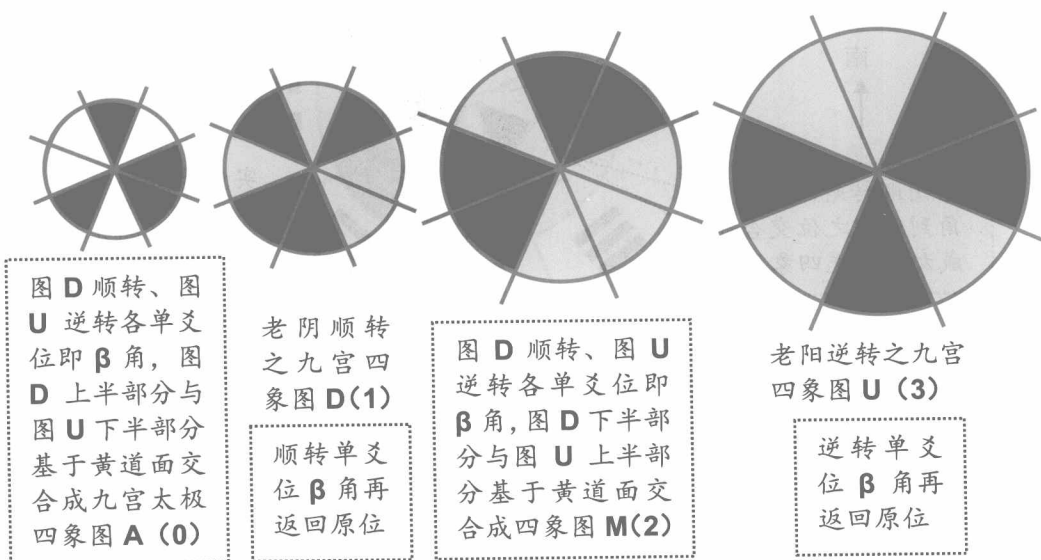 图 D 顺转、图
U 逆转各单爻
位即 β 角，图
D 上半部分与
图 U 下半部分
基于黄道面交
合成九宫太极
四象图 A（0）
老阴顺转
之九宫四
象图 D（1）
顺转单爻
位 β 角再
返回原位
图 D 顺转、图 U
逆转各单爻位即
β 角，图 D 下半部
分与图 U 上半部
分基于黄道面交
合成四象图 M（2）
老阳逆转之九宫
四象图 U（3）
逆转单爻
位 β 角再
返回原位